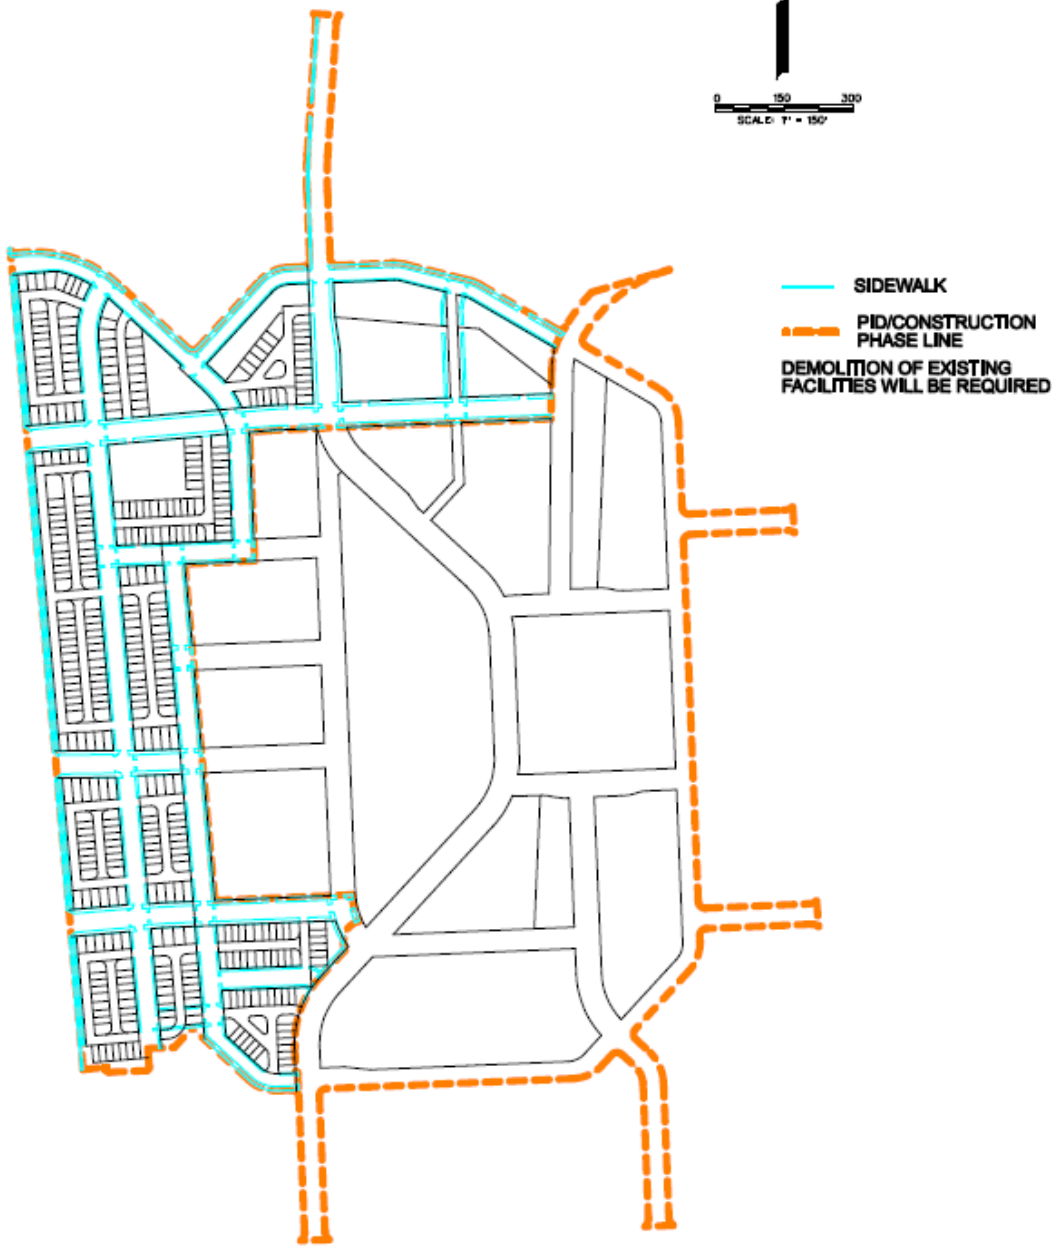 0 150 300
SCALE: 1" = 150'
SIDEWALK
PID/CONSTRUCTION
PHASE LINE
DEMOLITION OF EXISTING
FACILITIES WILL BE REQUIRED